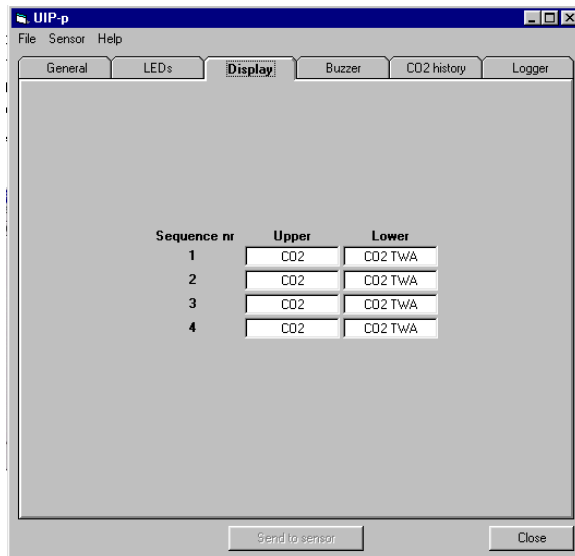 UIP-p
File Sensor Help
General LEDs Display Buzzer CO2 history Logger
Sequence nr Upper Lower
1 CO2 CO2 TWA
2 CO2 CO2 TWA
3 CO2 CO2 TWA
4 CO2 CO2 TWA
Send to sensor Close